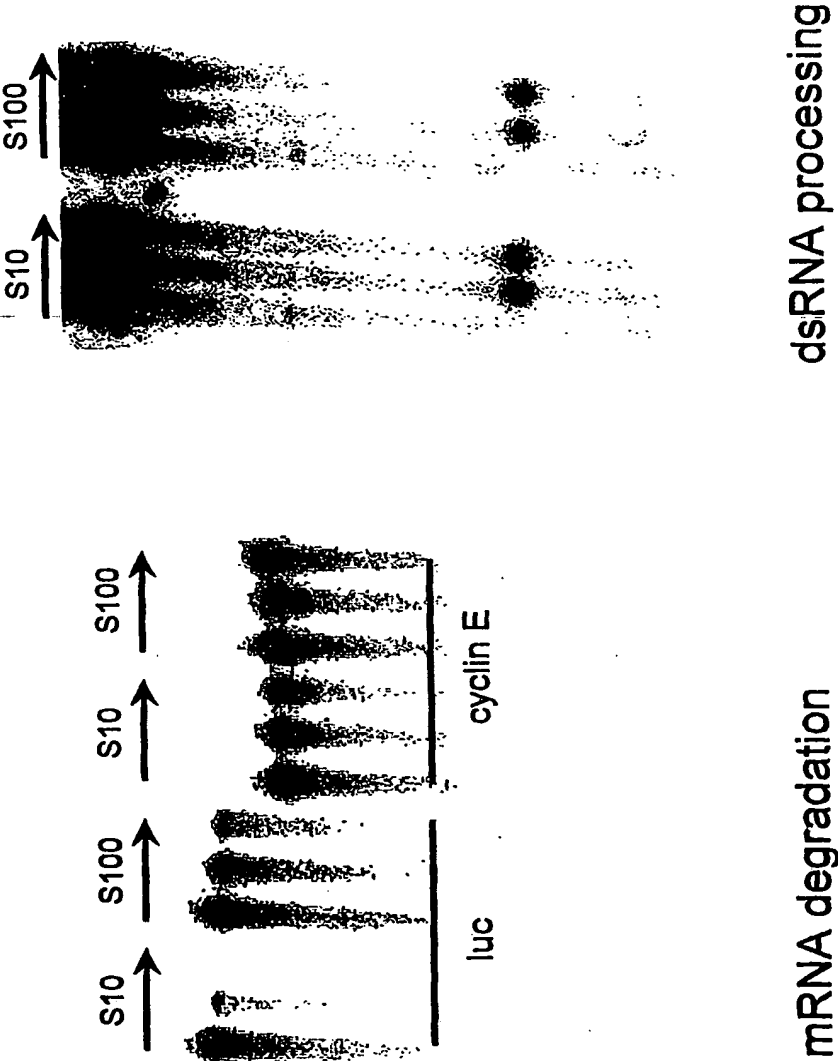 S10
S100
S10
S100
luc
cyclin E
mRNA degradation
S10
S100
dsRNA processing